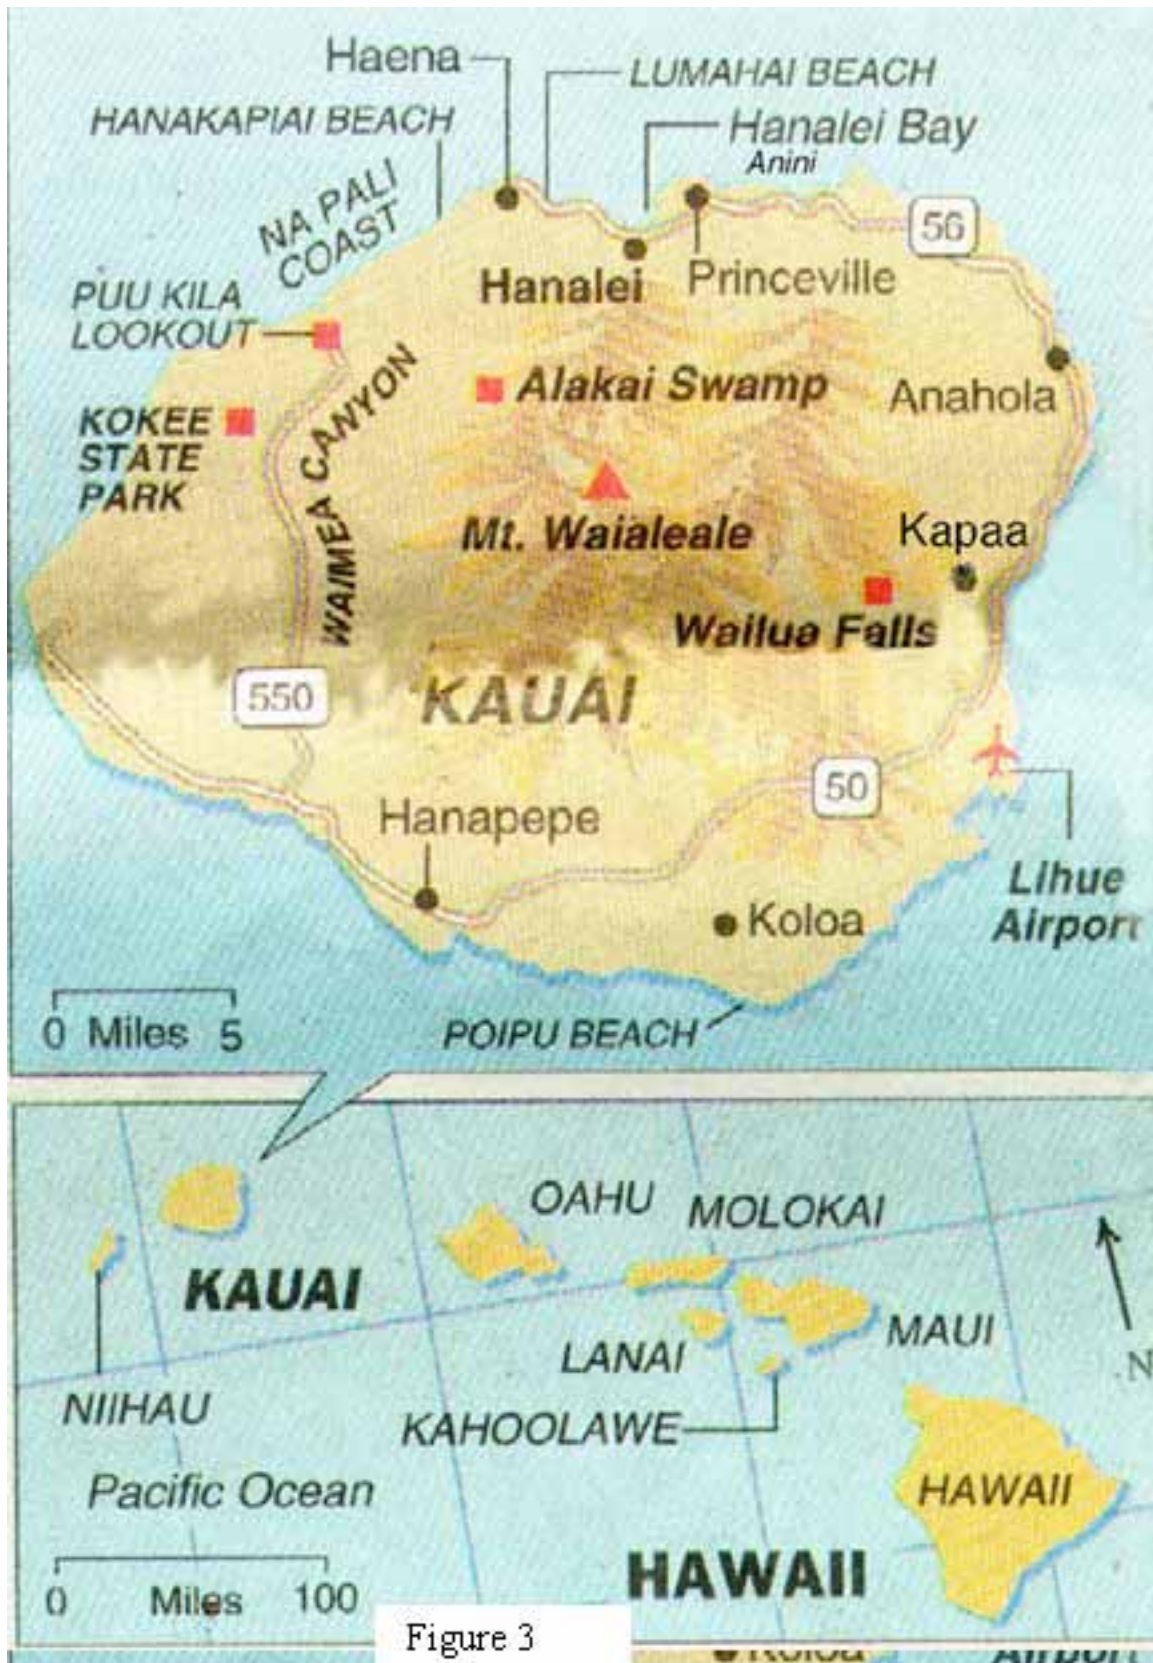 Haena
LUMAHAI BEACH
HANAKAPIAI BEACH
Hanalei Bay
Anini
NA PALI
COAST
56
PUU KILA
LOOKOUT
Hanalei
Princeville
KOKEE
STATE
PARK
WAIMEA CANYON
Alakai Swamp
Anahola
Mt. Waialeale
Kapaa
Wailua Falls
550
KAUAI
50
Hanapepe
Lihue
Airport
Koloa
0 Miles 5
POIPU BEACH
OAHU
MOLOKAI
KAUAI
NIIHAU
LANAI
MAUI
KAHOOLAWE
N
Pacific Ocean
HAWAII
HAWAII
0 Miles 100
Figure 3
Koloa
Airport